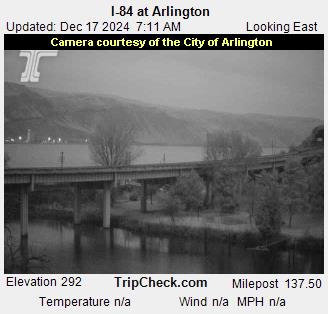 I-84 at Arlington
Updated: Dec 17 2024 7:11 AM Looking East
Camera courtesy of the City of Arlington
Elevation 292 TripCheck.com Milepost 137.50
Temperature n/a Wind n/a MPH n/a